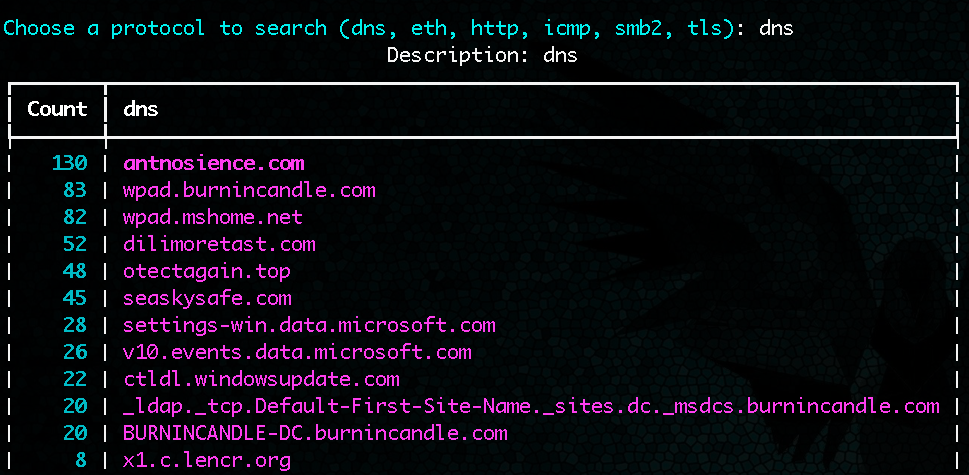 Choose a protocol to search (dns, eth, http, icmp, smb2, tls): dns
Description: dns
Count | dns
130 | antnosience.com
83 | wpad.burnincandle.com
82 | wpad.mshome.net
52 | dilimoretast.com
48 | otectagain.top
45 | seaskysafe.com
28 | settings-win.data.microsoft.com
26 | v10.events.data.microsoft.com
22 | ctldl.windowsupdate.com
20 | _ldap._tcp.Default-First-Site-Name._sites.dc._msdcs.burnincandle.com
20 | BURNINCANDLE-DC.burnincandle.com
8 | x1.c.lencr.org